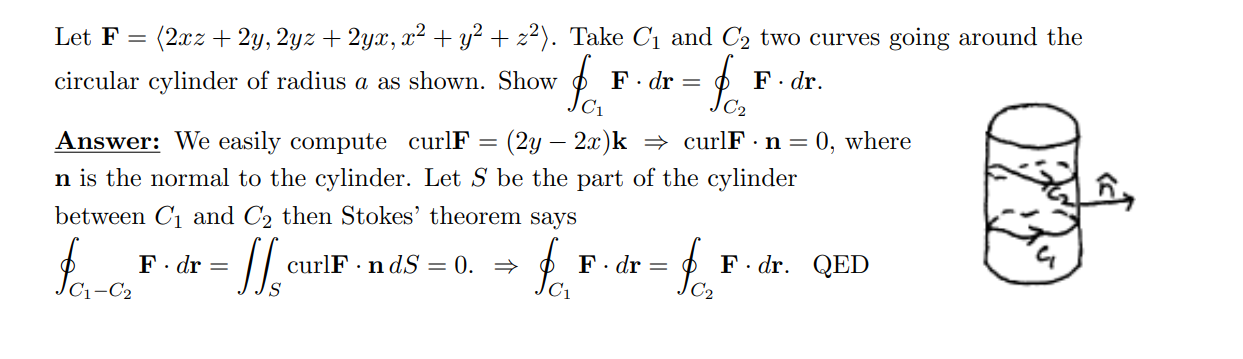 Let F = ⟨2xz + 2y, 2yz + 2yx, x² + y² + z²⟩. Take C₁ and C₂ two curves going around the
circular cylinder of radius a as shown. Show ∮_{C₁} F · dr = ∮_{C₂} F · dr.
Answer: We easily compute curlF = (2y − 2x)k ⇒ curlF · n = 0, where
n is the normal to the cylinder. Let S be the part of the cylinder
between C₁ and C₂ then Stokes' theorem says
∮_{C₁−C₂} F · dr = ∬_S curlF · n dS = 0. ⇒ ∮_{C₁} F · dr = ∮_{C₂} F · dr. QED
C₂
n̂
C₁